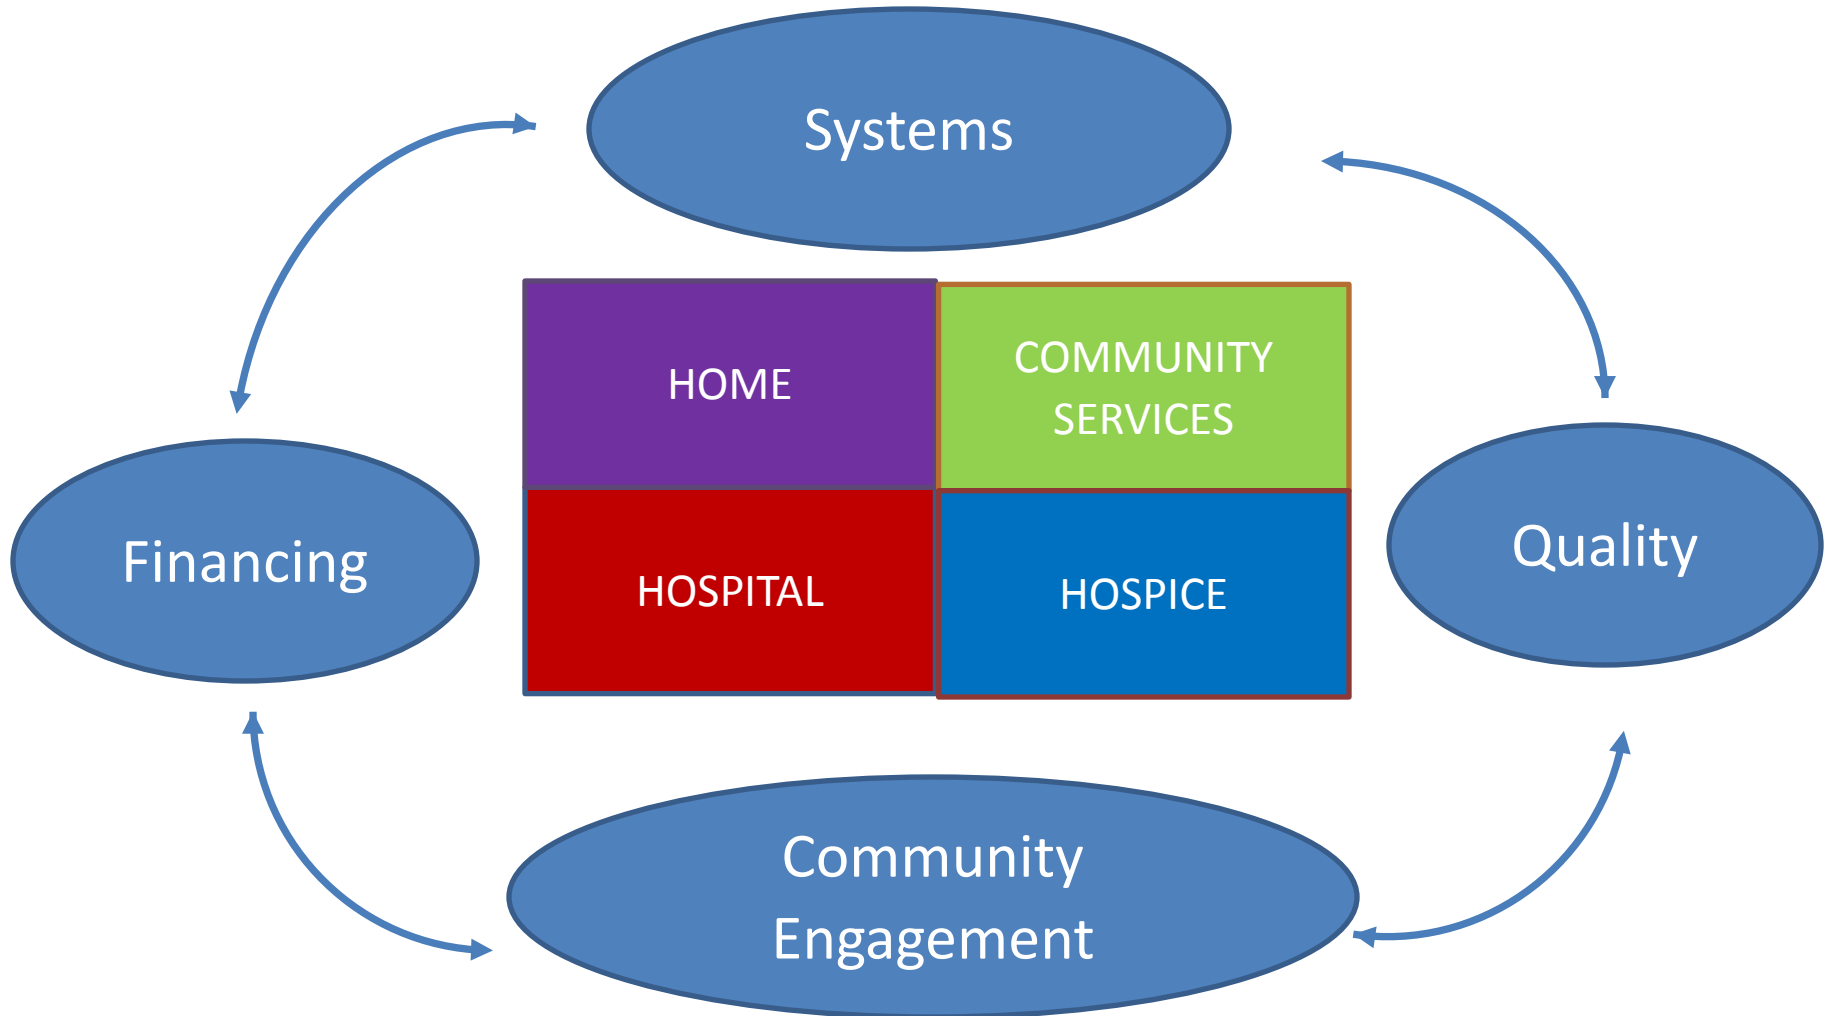 Systems
HOME
COMMUNITY
SERVICES
Financing
Quality
HOSPITAL
HOSPICE
Community
Engagement